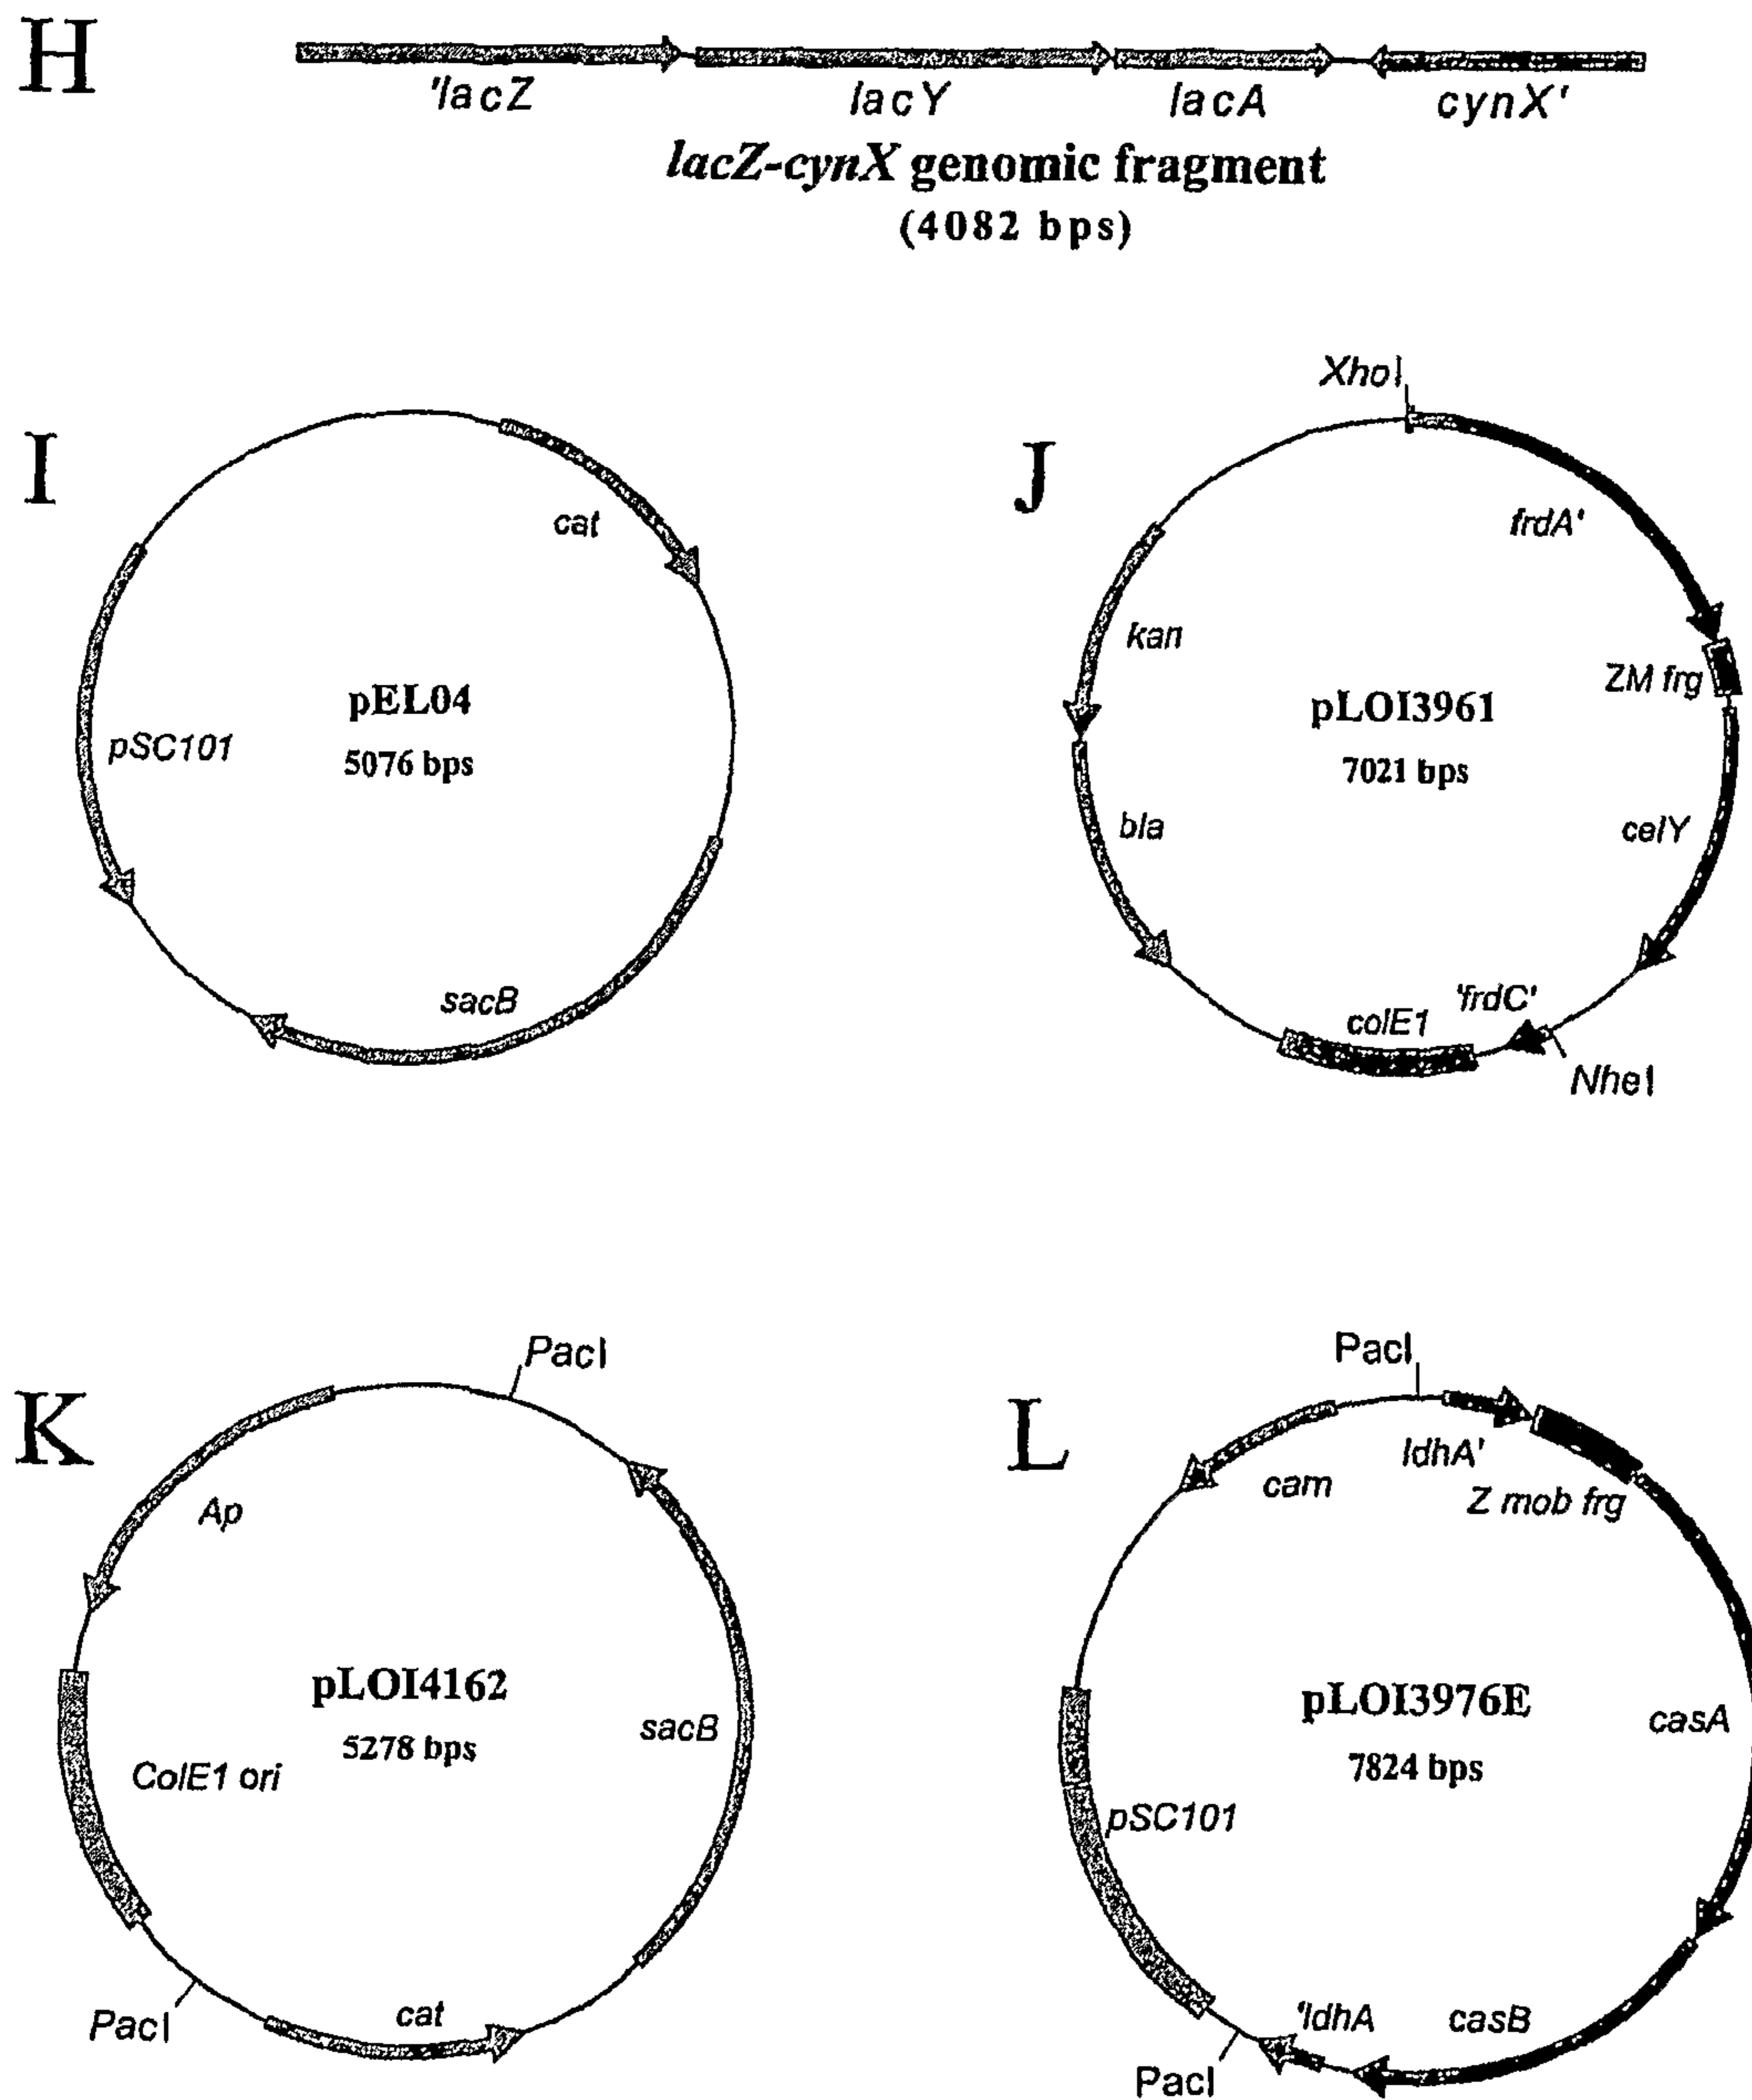 H
'lacZ lacY lacA cynX'
lacZ-cynX genomic fragment
(4082 bps)
I
cat
pSC101
pEL04
5076 bps
sacB
J
XhoI
frdA'
kan
ZM frg
pLOI3961
7021 bps
bla
celY
'frdC'
colE1
NheI
K
PacI
Ap
pLOI4162
5278 bps
sacB
ColE1 ori
cat
PacI
L
PacI
ldhA'
cam
Z mob frg
pLOI3976E
7824 bps
casA
pSC101
'ldhA
casB
PacI